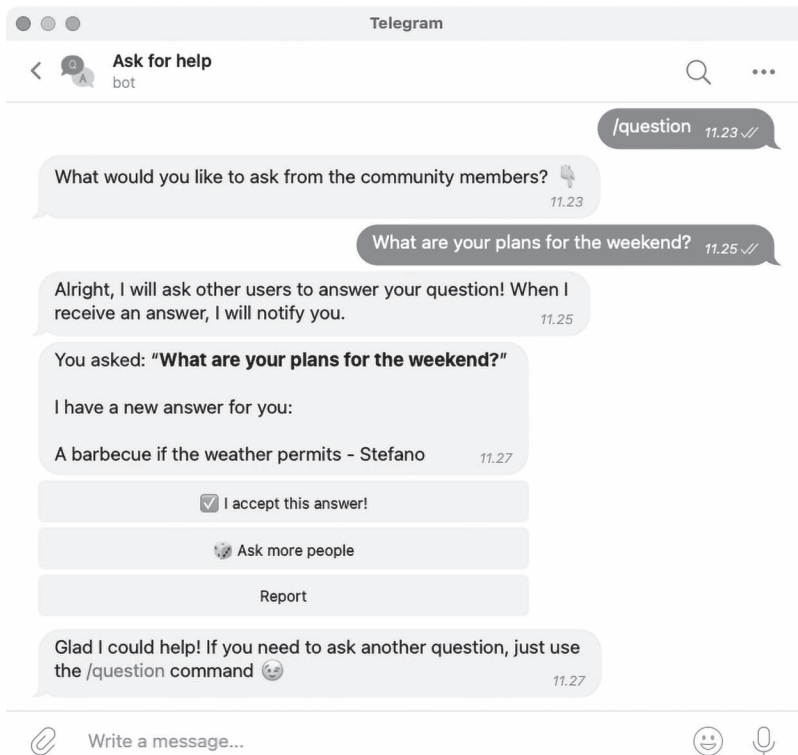 Telegram
Ask for help
bot
/question 11.23
What would you like to ask from the community members? 👇
11.23
What are your plans for the weekend? 11.25
Alright, I will ask other users to answer your question! When I
receive an answer, I will notify you. 11.25
You asked: “What are your plans for the weekend?”
I have a new answer for you:
A barbecue if the weather permits - Stefano 11.27
☑ I accept this answer!
🎲 Ask more people
Report
Glad I could help! If you need to ask another question, just use
the /question command 😉
11.27
Write a message...